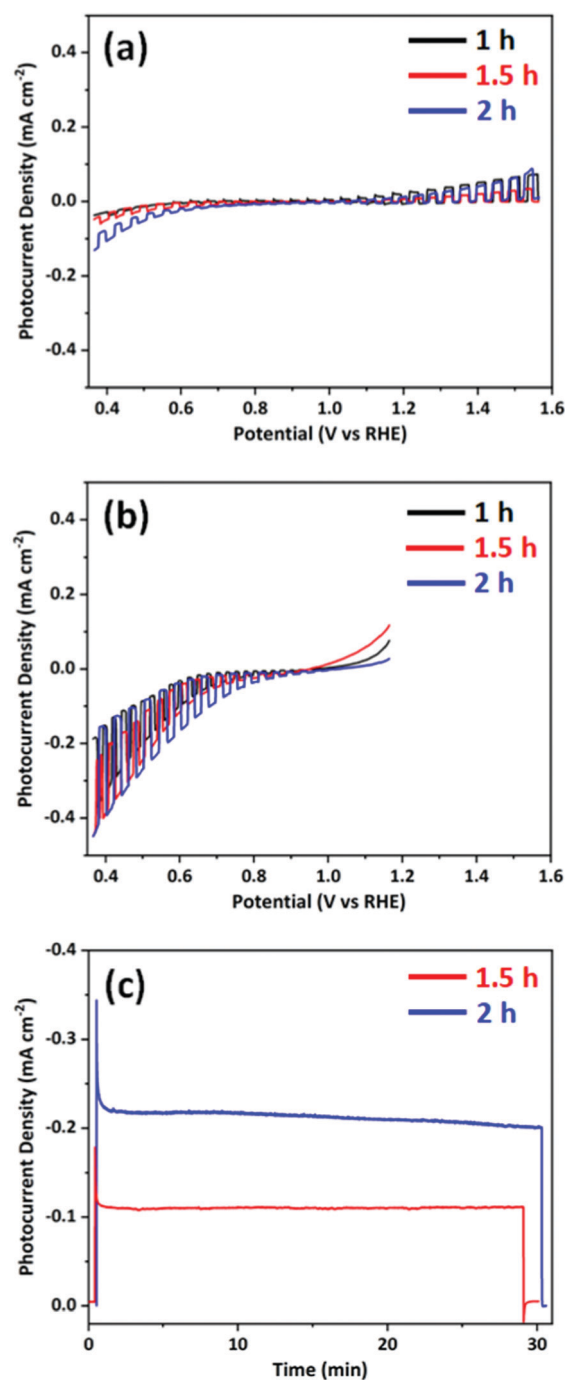 (a)
1 h
1.5 h
2 h
Photocurrent Density (mA cm-2)
0.4
0.2
0.0
-0.2
-0.4
0.4 0.6 0.8 1.0 1.2 1.4 1.6
Potential (V vs RHE)
(b)
1 h
1.5 h
2 h
Photocurrent Density (mA cm-2)
0.4
0.2
0.0
-0.2
-0.4
0.4 0.6 0.8 1.0 1.2 1.4 1.6
Potential (V vs RHE)
(c)
1.5 h
2 h
Photocurrent Density (mA cm-2)
-0.4
-0.3
-0.2
-0.1
0.0
0 10 20 30
Time (min)